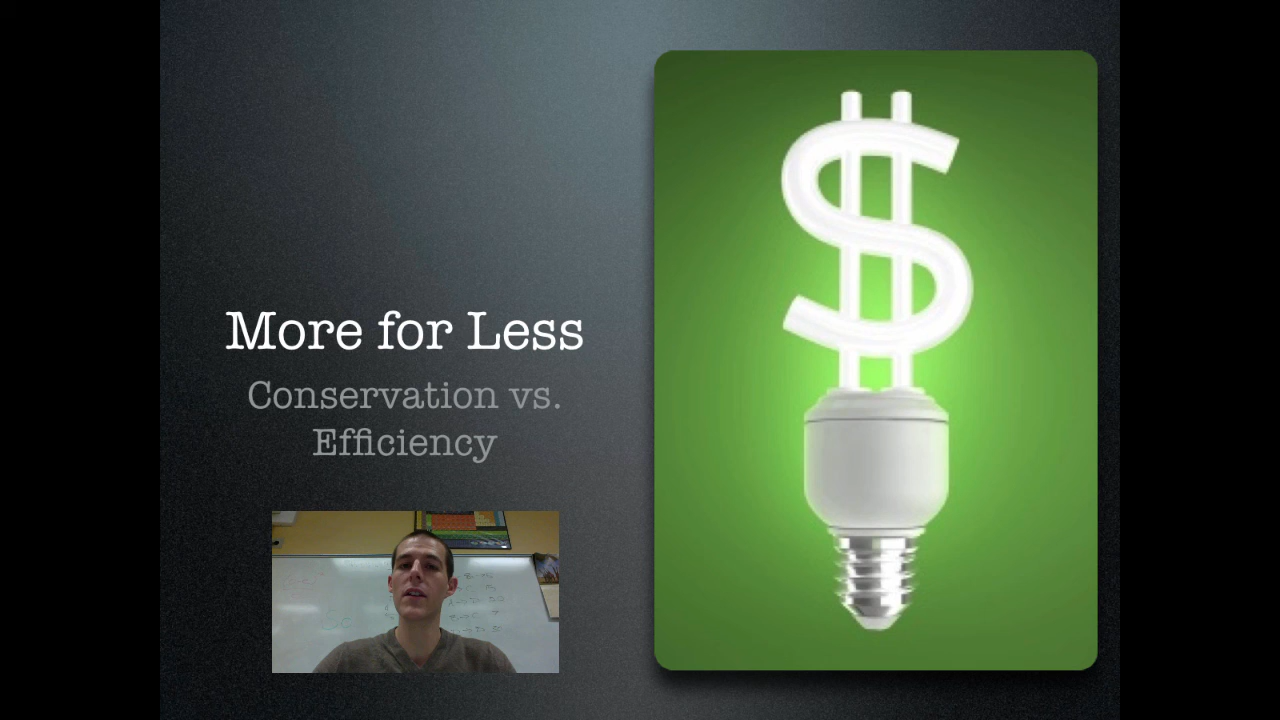 More for Less
Conservation vs.
Efficiency